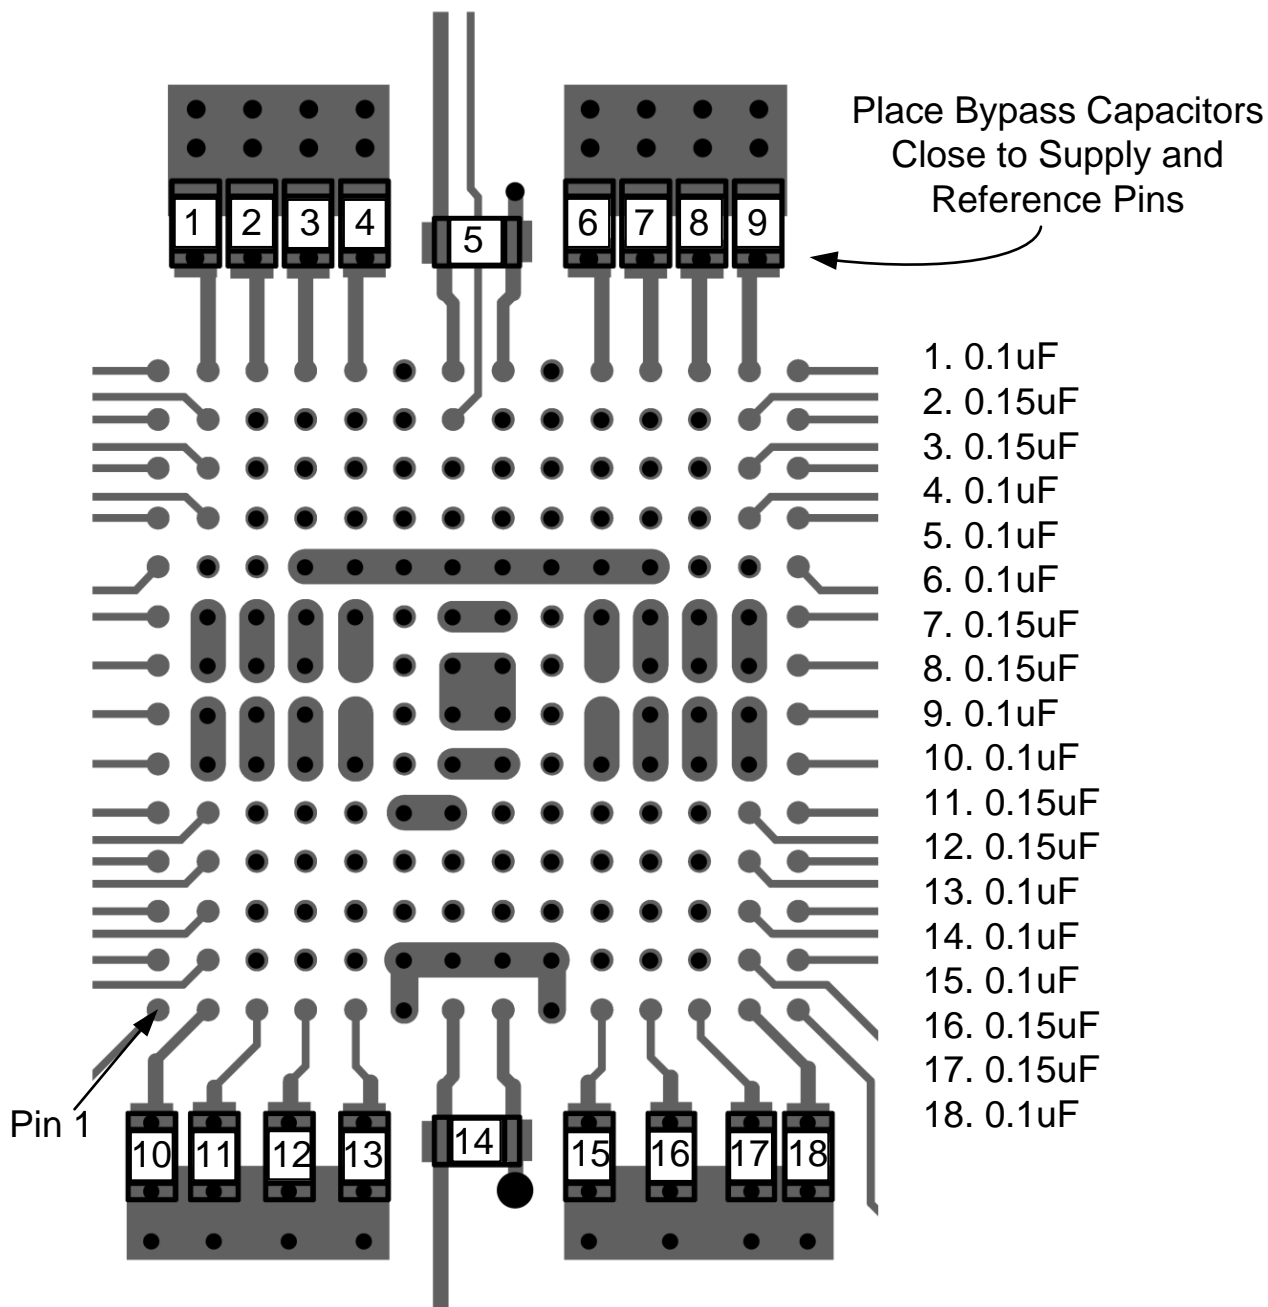 Place Bypass Capacitors
Close to Supply and
Reference Pins
1 2 3 4 5 6 7 8 9
1. 0.1uF
2. 0.15uF
3. 0.15uF
4. 0.1uF
5. 0.1uF
6. 0.1uF
7. 0.15uF
8. 0.15uF
9. 0.1uF
10. 0.1uF
11. 0.15uF
12. 0.15uF
13. 0.1uF
14. 0.1uF
15. 0.1uF
16. 0.15uF
17. 0.15uF
18. 0.1uF
Pin 1
10 11 12 13 14 15 16 17 18